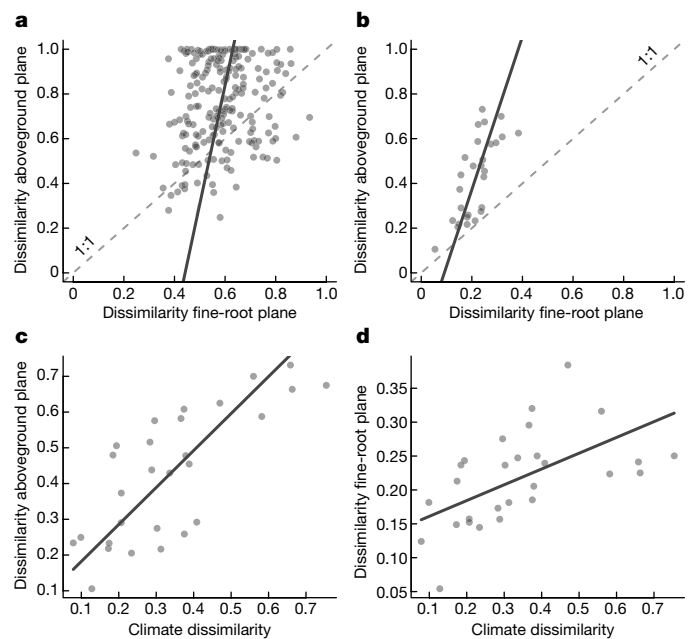 a
Dissimilarity aboveground plane
1.0
0.8
0.6
0.4
0.2
0
1:1
0 0.2 0.4 0.6 0.8 1.0
Dissimilarity fine-root plane
b
Dissimilarity aboveground plane
1.0
0.8
0.6
0.4
0.2
0
1:1
0 0.2 0.4 0.6 0.8 1.0
Dissimilarity fine-root plane
c
Dissimilarity aboveground plane
0.7
0.6
0.5
0.4
0.3
0.2
0.1
0.1 0.2 0.3 0.4 0.5 0.6 0.7
Climate dissimilarity
d
Dissimilarity fine-root plane
0.35
0.30
0.25
0.20
0.15
0.10
0.05
0.1 0.2 0.3 0.4 0.5 0.6 0.7
Climate dissimilarity